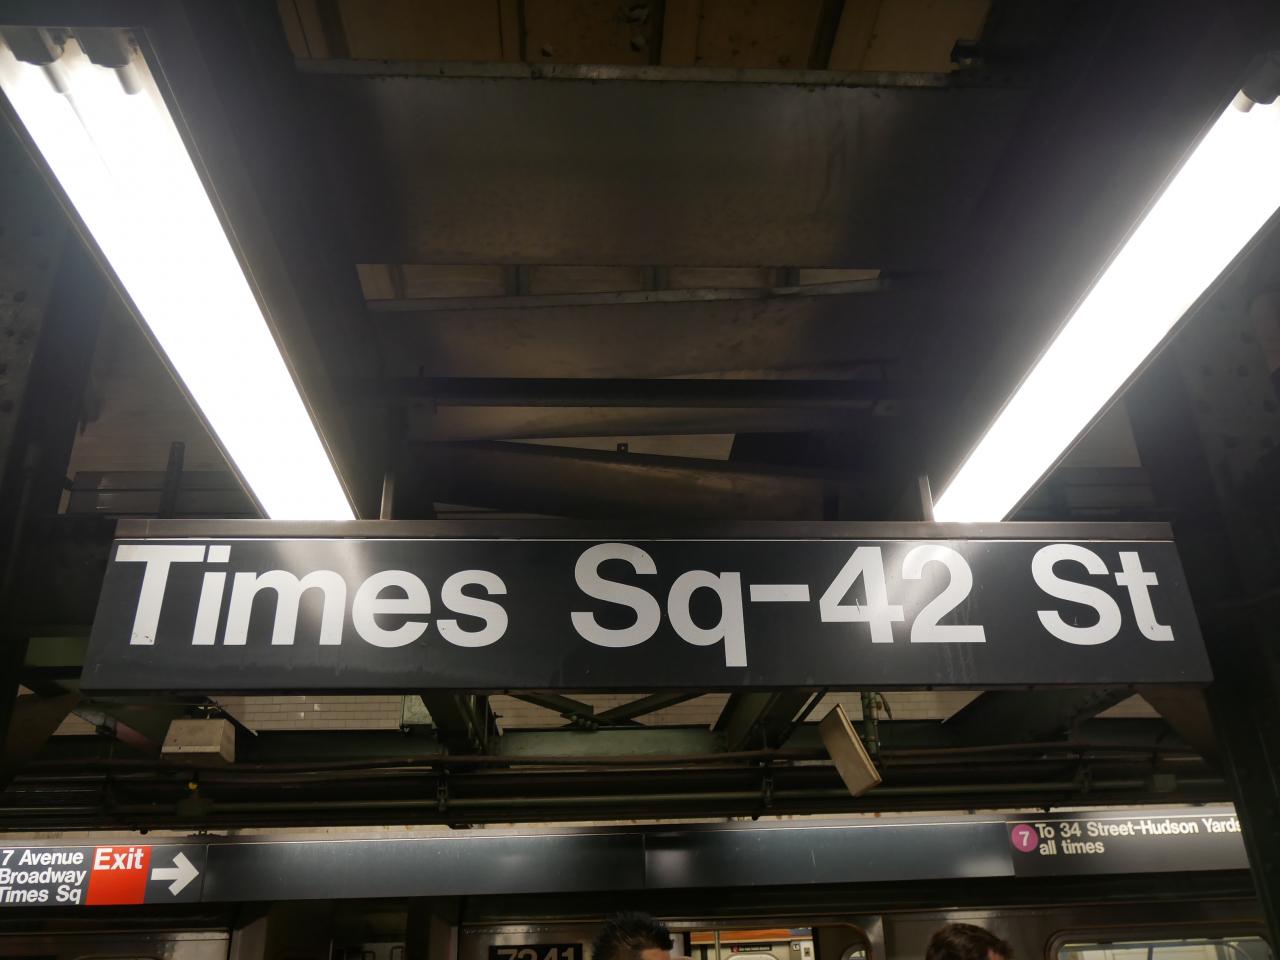 Times Sq-42 St
7 Avenue
Broadway
Times Sq
Exit
7
To 34 Street-Hudson Yards
all times